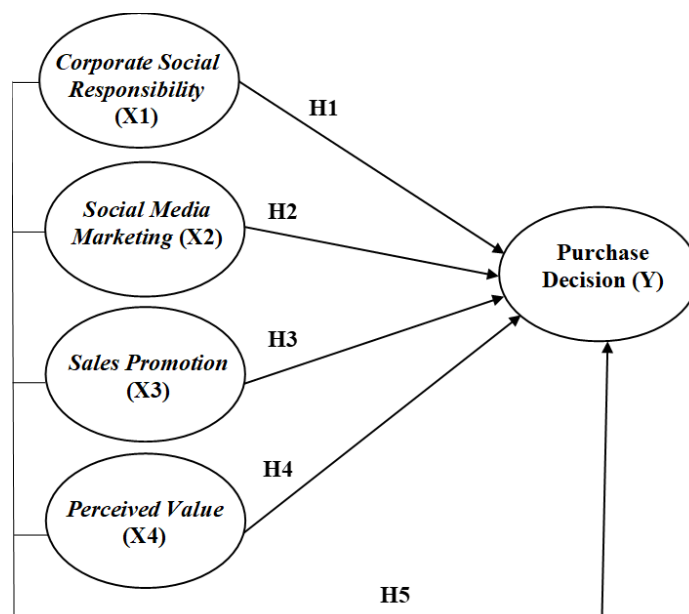 Corporate Social
Responsibility
(X1)
H1
Social Media
Marketing (X2)
H2
Purchase
Decision (Y)
Sales Promotion
(X3)
H3
Perceived Value
(X4)
H4
H5